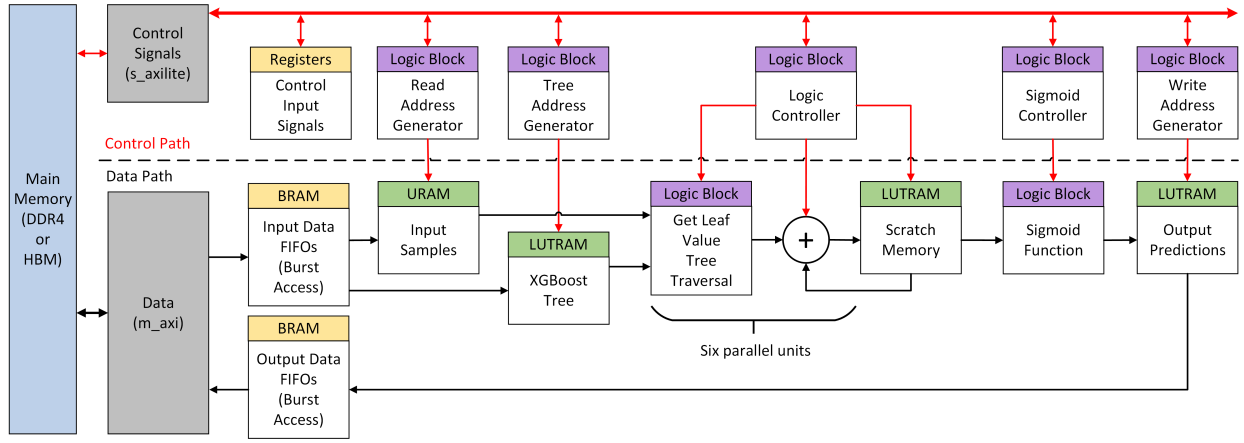 Main
Memory
(DDR4
or
HBM)
Control
Signals
(s_axilite)
Registers
Control
Input
Signals
Logic Block
Read
Address
Generator
Logic Block
Tree
Address
Generator
Logic Block
Logic
Controller
Logic Block
Sigmoid
Controller
Logic Block
Write
Address
Generator
Control Path
Data Path
Data
(m_axi)
BRAM
Input Data
FIFOs
(Burst
Access)
URAM
Input
Samples
LUTRAM
XGBoost
Tree
Logic Block
Get Leaf
Value
Tree
Traversal
+
LUTRAM
Scratch
Memory
Logic Block
Sigmoid
Function
LUTRAM
Output
Predictions
Six parallel units
BRAM
Output Data
FIFOs
(Burst
Access)